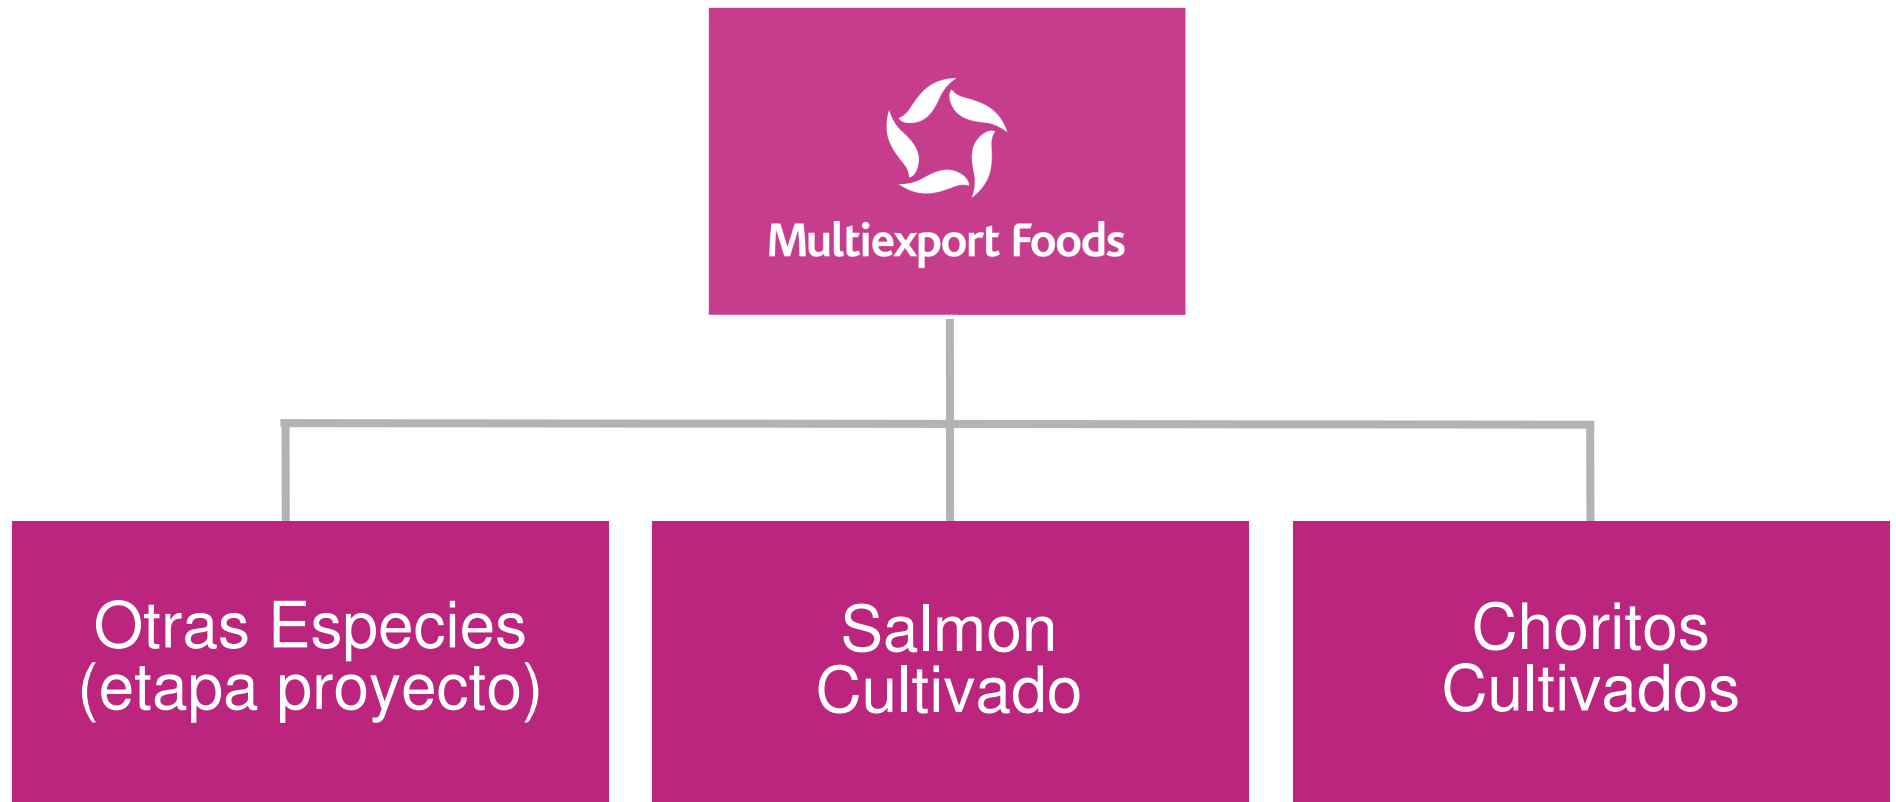 Multiexport Foods
Otras Especies
(etapa proyecto)
Salmon
Cultivado
Choritos
Cultivados